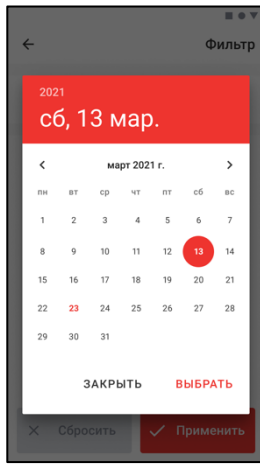 Фильтр
2021
сб, 13 мар.
март 2021 г.
пн вт ср чт пт сб вс
1 2 3 4 5 6 7
8 9 10 11 12 13 14
15 16 17 18 19 20 21
22 23 24 25 26 27 28
29 30 31
ЗАКРЫТЬ ВЫБРАТЬ
Сбросить Применить